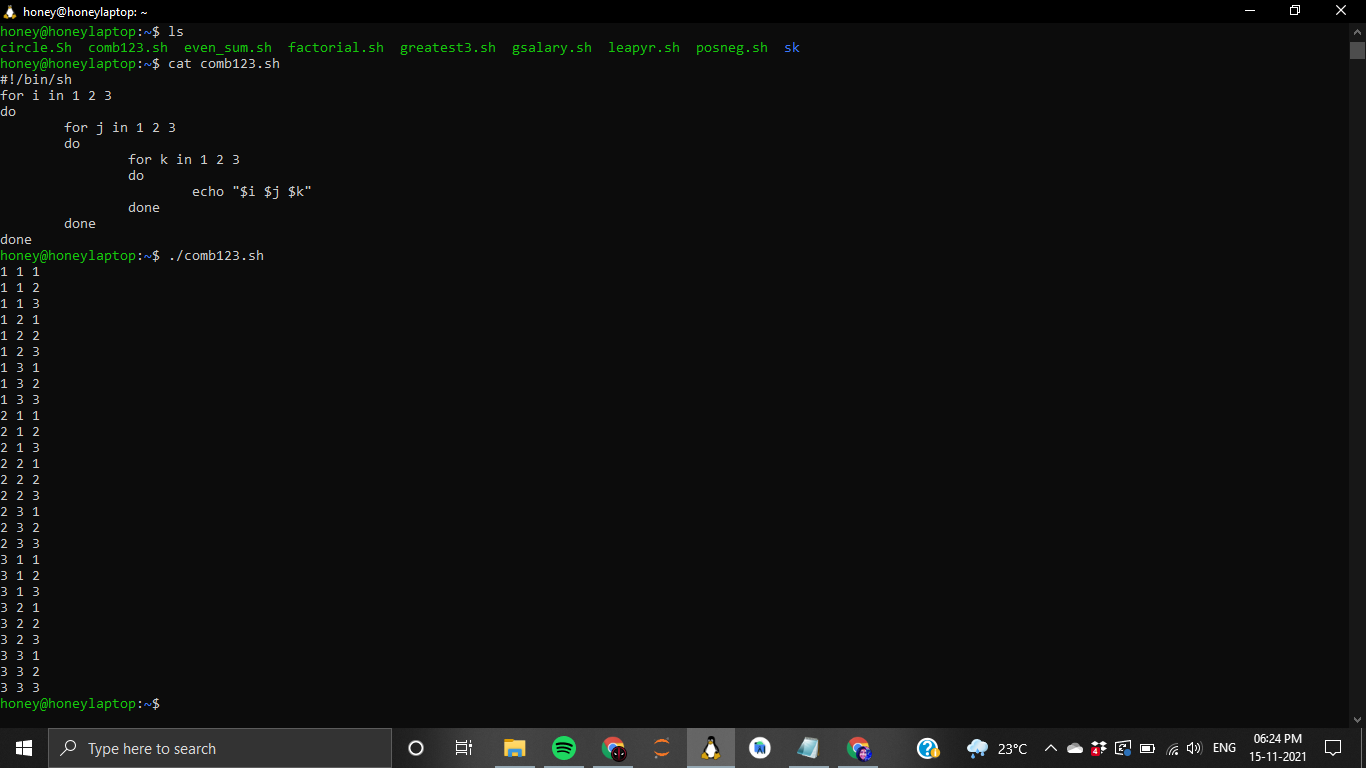 honey@honeylaptop: ~
honey@honeylaptop:~$ ls
circle.Sh  comb123.sh  even_sum.sh  factorial.sh  greatest3.sh  gsalary.sh  leapyr.sh  posneg.sh  sk
honey@honeylaptop:~$ cat comb123.sh
#!/bin/sh
for i in 1 2 3
do
        for j in 1 2 3
        do
                for k in 1 2 3
                do
                        echo "$i $j $k"
                done
        done
done
honey@honeylaptop:~$ ./comb123.sh
1 1 1
1 1 2
1 1 3
1 2 1
1 2 2
1 2 3
1 3 1
1 3 2
1 3 3
2 1 1
2 1 2
2 1 3
2 2 1
2 2 2
2 2 3
2 3 1
2 3 2
2 3 3
3 1 1
3 1 2
3 1 3
3 2 1
3 2 2
3 2 3
3 3 1
3 3 2
3 3 3
honey@honeylaptop:~$
Type here to search
23°C
4
ENG
06:24 PM
15-11-2021